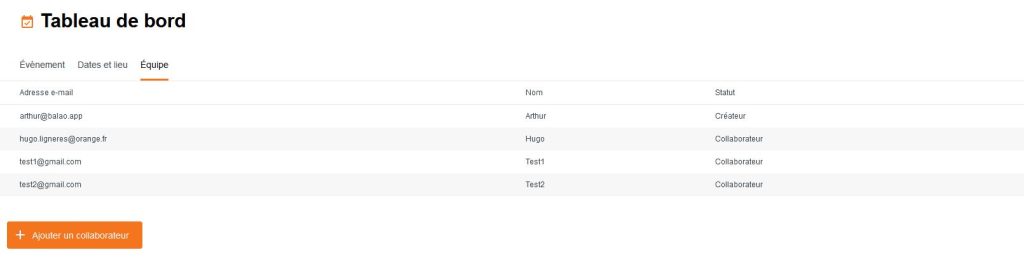 Tableau de bord
Évènement Dates et lieu Équipe
Adresse e-mail Nom Statut
arthur@balao.app Arthur Créateur
hugo.ligneres@orange.fr Hugo Collaborateur
test1@gmail.com Test1 Collaborateur
test2@gmail.com Test2 Collaborateur
+ Ajouter un collaborateur